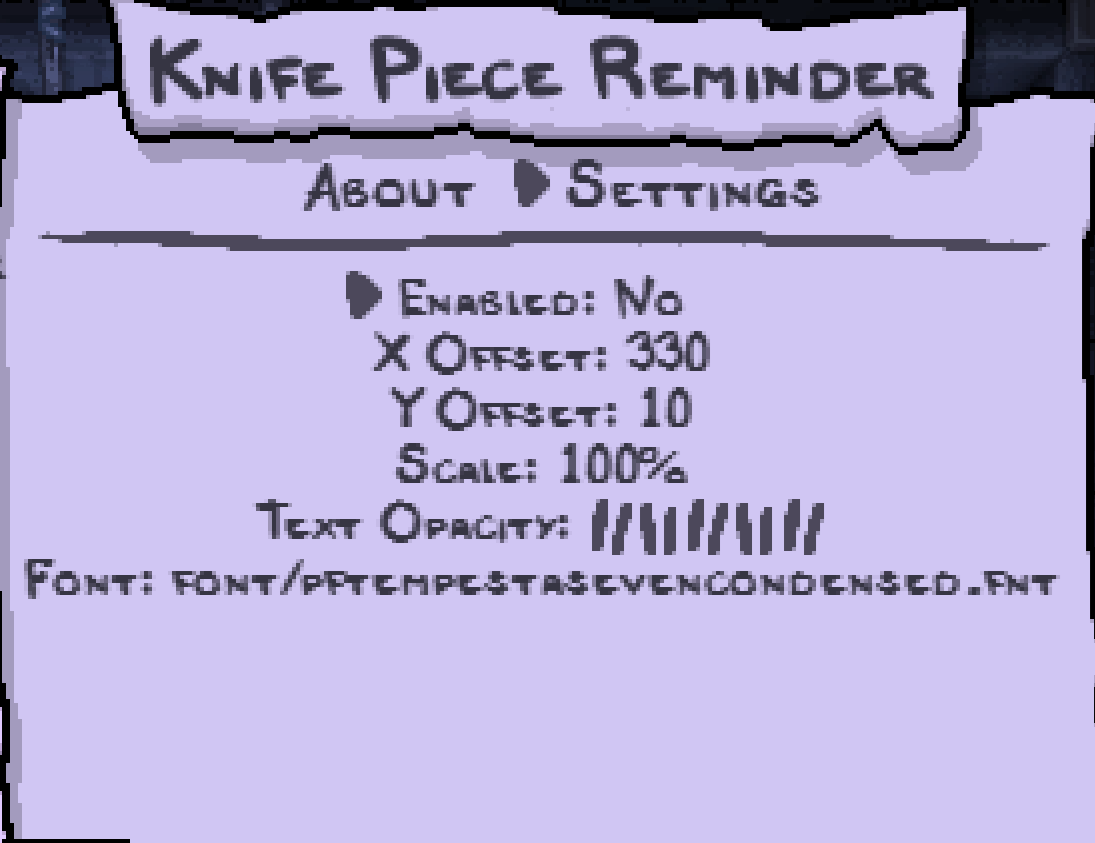 Knife Piece Reminder
About Settings
Enabled: No
X Offset: 330
Y Offset: 10
Scale: 100%
Text Opacity:
Font: font/pftempestasevencondensed.fnt